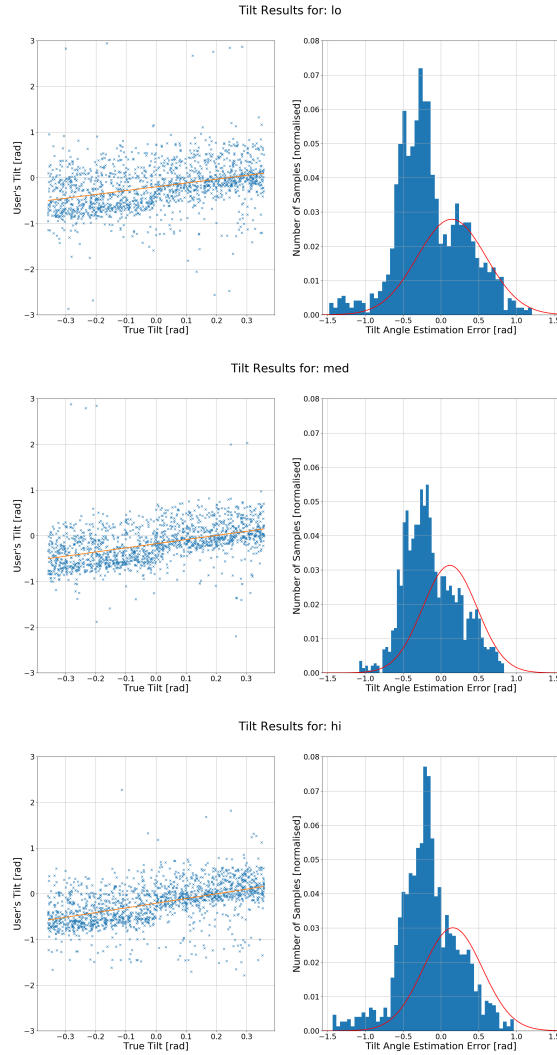 Tilt Results for: lo
3
2
1
0
−1
−2
−3
User's Tilt [rad]
−0.3 −0.2 −0.1 0.0 0.1 0.2 0.3
True Tilt [rad]
0.08
0.07
0.06
0.05
0.04
0.03
0.02
0.01
0.00
Number of Samples [normalised]
−1.5 −1.0 −0.5 0.0 0.5 1.0 1.5
Tilt Angle Estimation Error [rad]
Tilt Results for: med
3
2
1
0
−1
−2
−3
User's Tilt [rad]
−0.3 −0.2 −0.1 0.0 0.1 0.2 0.3
True Tilt [rad]
0.08
0.07
0.06
0.05
0.04
0.03
0.02
0.01
0.00
Number of Samples [normalised]
−1.5 −1.0 −0.5 0.0 0.5 1.0 1.5
Tilt Angle Estimation Error [rad]
Tilt Results for: hi
3
2
1
0
−1
−2
−3
User's Tilt [rad]
−0.3 −0.2 −0.1 0.0 0.1 0.2 0.3
True Tilt [rad]
0.08
0.07
0.06
0.05
0.04
0.03
0.02
0.01
0.00
Number of Samples [normalised]
−1.5 −1.0 −0.5 0.0 0.5 1.0 1.5
Tilt Angle Estimation Error [rad]